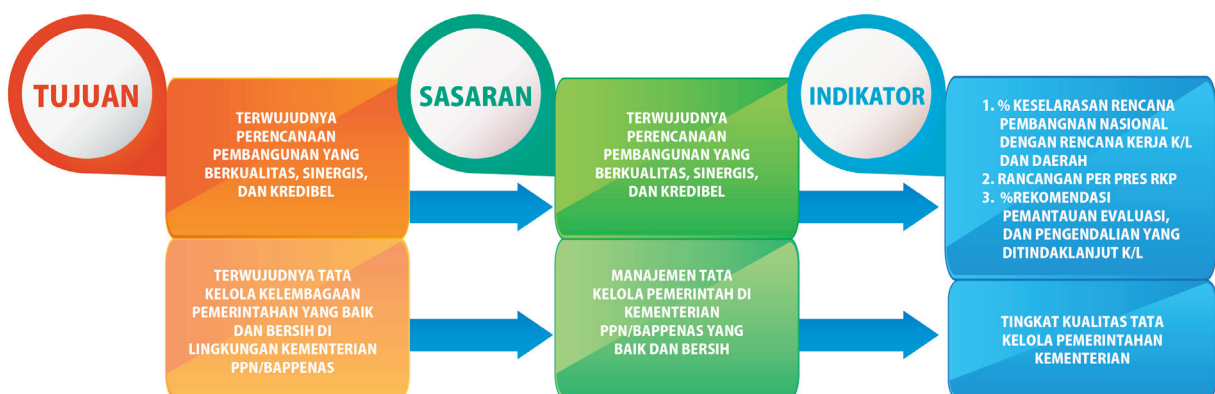 TUJUAN
TERWUJUDNYA
PERENCANAAN
PEMBANGUNAN YANG
BERKUALITAS, SINERGIS,
DAN KREDIBEL
TERWUJUDNYA TATA
KELOLA KELEMBAGAAN
PEMERINTAHAN YANG BAIK
DAN BERSIH DI
LINGKUNGAN KEMENTERIAN
PPN/BAPPENAS
SASARAN
TERWUJUDNYA
PERENCANAAN
PEMBANGUNAN YANG
BERKUALITAS, SINERGIS,
DAN KREDIBEL
MANAJEMEN TATA
KELOLA PEMERINTAH DI
KEMENTERIAN
PPN/BAPPENAS YANG
BAIK DAN BERSIH
INDIKATOR
1. % KESELARASAN RENCANA
PEMBANGNAN NASIONAL
DENGAN RENCANA KERJA K/L
DAN DAERAH
2. RANCANGAN PER PRES RKP
3. %REKOMENDASI
PEMANTAUAN EVALUASI,
DAN PENGENDALIAN YANG
DITINDAKLANJUT K/L
TINGKAT KUALITAS TATA
KELOLA PEMERINTAHAN
KEMENTERIAN